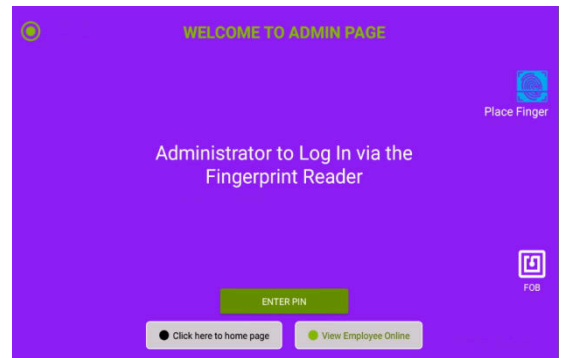 WELCOME TO ADMIN PAGE
Place Finger
Administrator to Log In via the
Fingerprint Reader
FOB
ENTER PIN
Click here to home page
View Employee Online